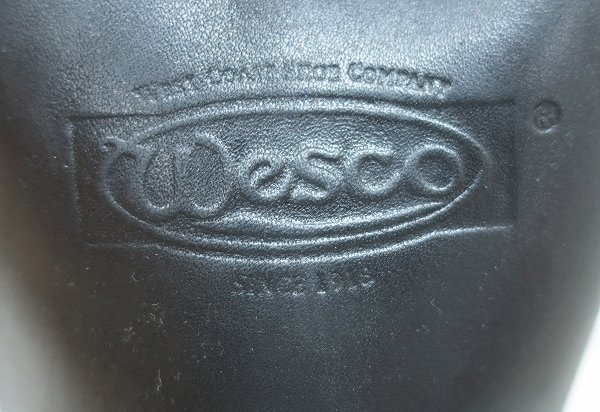 WEST COAST SHOE COMPANY
Wesco ®
SINCE 1918